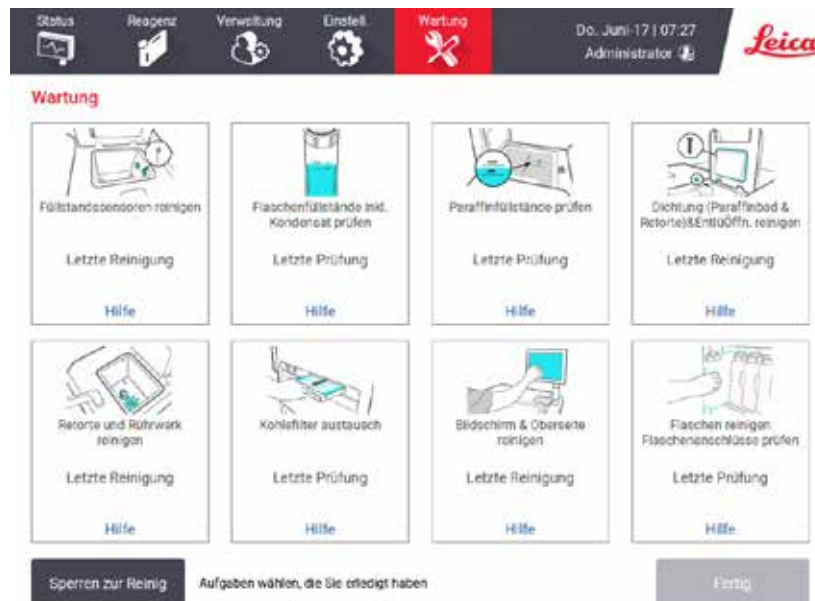 Status
Reagenz
Verwaltung
Einstell.
Wartung
Do. Juni-17 | 07:27
Administrator
Leica
Wartung
Füllstandssensoren reinigen
Letzte Reinigung
Hilfe
Flaschenfüllstände inkl.
Kondensat prüfen
Letzte Prüfung
Hilfe
Paraffinfüllstände prüfen
Letzte Prüfung
Hilfe
Dichtung (Paraffinbad &
Retorte)&EntlüÖffn. reinigen
Letzte Reinigung
Hilfe
Retorte und Rührwerk
reinigen
Letzte Reinigung
Hilfe
Kohlefilter austausch
Letzte Prüfung
Hilfe
Bildschirm & Oberseite
reinigen
Letzte Reinigung
Hilfe
Flaschen reinigen
Flaschenanschlüsse prüfen
Letzte Prüfung
Hilfe
Sperren zur Reinig
Aufgaben wählen, die Sie erledigt haben
Fertig